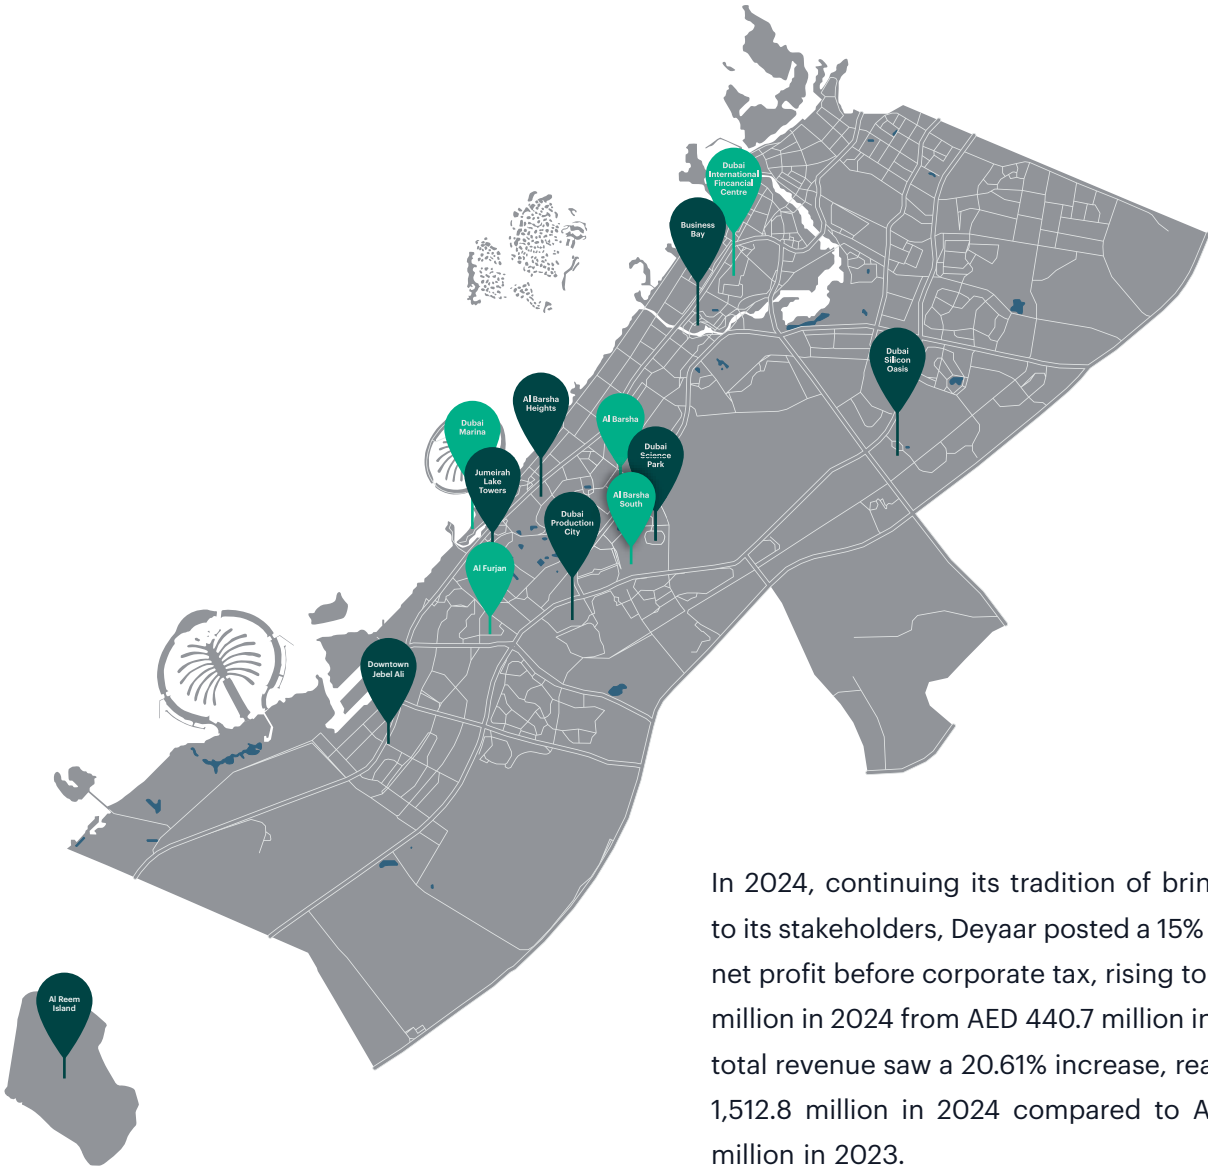 Dubai
International
Fincancial
Centre
Business
Bay
Dubai
Silicon
Oasis
Al Barsha
Heights
Dubai
Marina
Al Barsha
Dubai
Science
Park
Jumeirah
Lake
Towers
Al Barsha
South
Dubai
Production
City
Al Furjan
Downtown
Jebel Ali
In 2024, continuing its tradition of brin
to its stakeholders, Deyaar posted a 15%
net profit before corporate tax, rising to
million in 2024 from AED 440.7 million in
total revenue saw a 20.61% increase, rea
1,512.8 million in 2024 compared to A
million in 2023.
Al Reem
Island